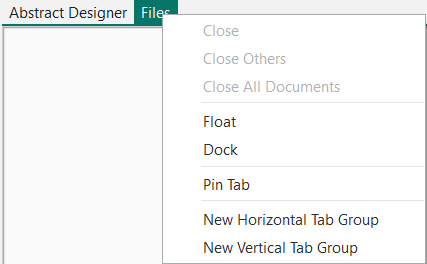 Abstract Designer Files
Close
Close Others
Close All Documents
Float
Dock
Pin Tab
New Horizontal Tab Group
New Vertical Tab Group